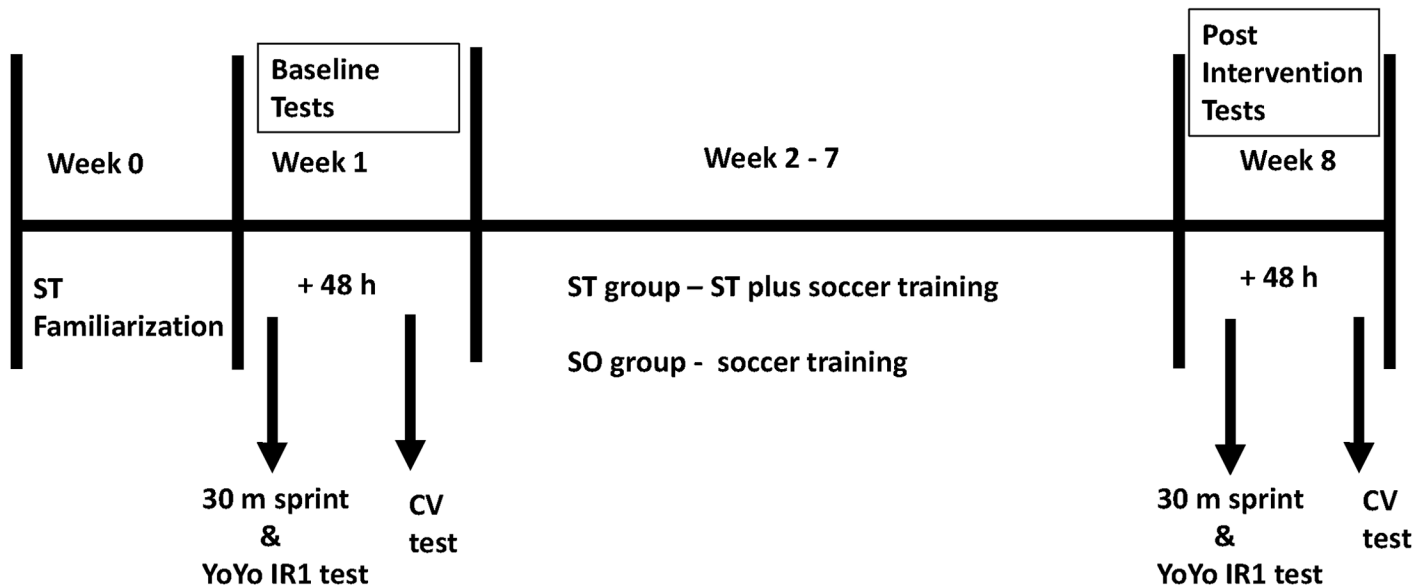 Baseline
Tests
Post
Intervention
Tests
Week 0
Week 1
Week 2 - 7
Week 8
ST
Familiarization
+ 48 h
ST group – ST plus soccer training
SO group -  soccer training
+ 48 h
30 m sprint
&
YoYo IR1 test
CV
test
30 m sprint
&
YoYo IR1 test
CV
test